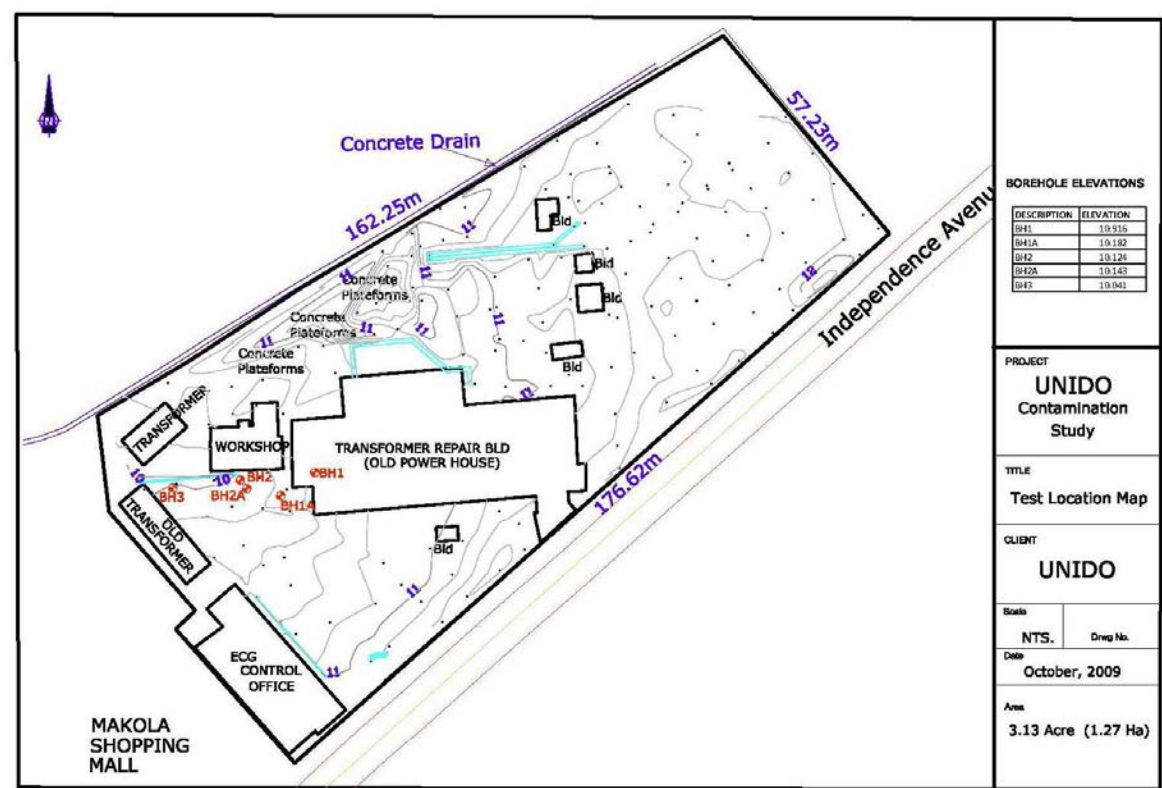 N
Concrete Drain
162.25m
57.23m
176.62m
Independence Avenu
Bld
Bld
Bld
Bld
Bld
11
11
11
11
11
11
11
11
11
11
12
10
10
Concrete
Plateforms
Concrete
Plateforms
Concrete
Plateforms
TRANSFORMER
WORKSHOP
TRANSFORMER REPAIR BLD
(OLD POWER HOUSE)
BH1
BH2
BH2A
BH1A
BH3
OLD
TRANSFORMER
ECG
CONTROL
OFFICE
MAKOLA
SHOPPING
MALL
BOREHOLE ELEVATIONS
DESCRIPTION ELEVATION
BH1 10.916
BH1A 10.182
BH2 10.124
BH2A 10.143
BH3 10.041
PROJECT
UNIDO
Contamination
Study
TITLE
Test Location Map
CLIENT
UNIDO
Scale
NTS.
Drwg No.
Date
October, 2009
Area
3.13 Acre (1.27 Ha)